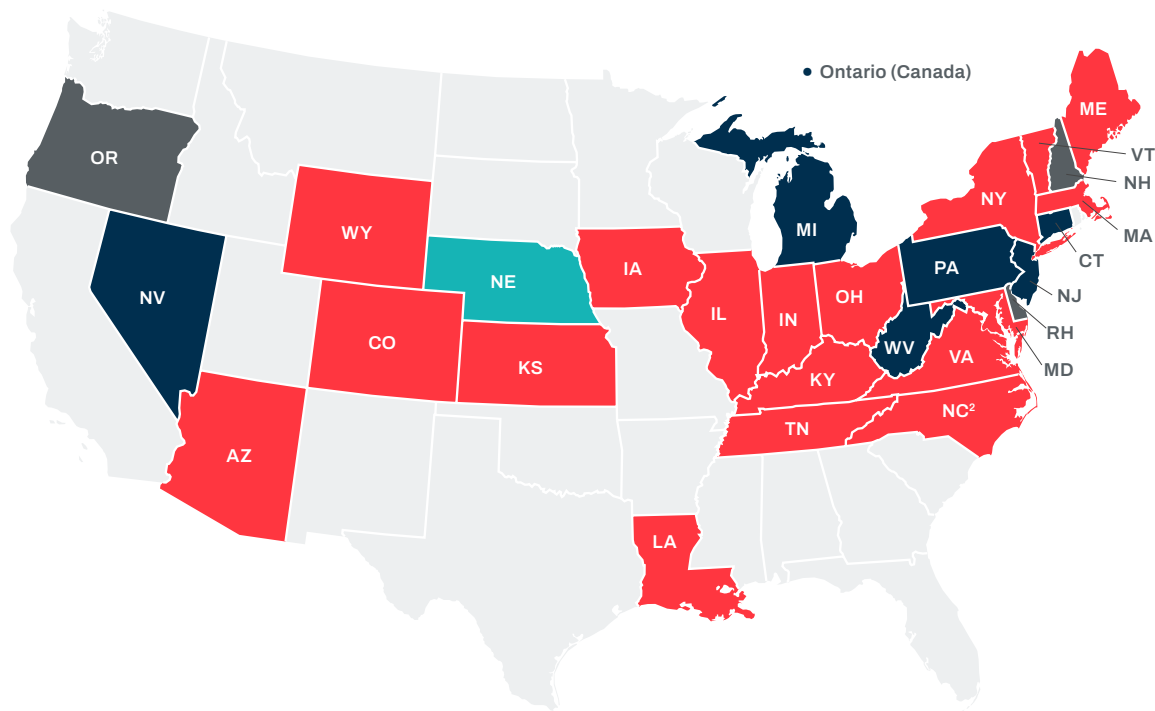 Ontario (Canada)
ME
OR
VT
NH
NY
WY
MI
MA
CT
IA
PA
NE
NV
OH
NJ
IL
IN
RH
CO
WV
VA
KS
MD
KY
NC²
TN
AZ
LA